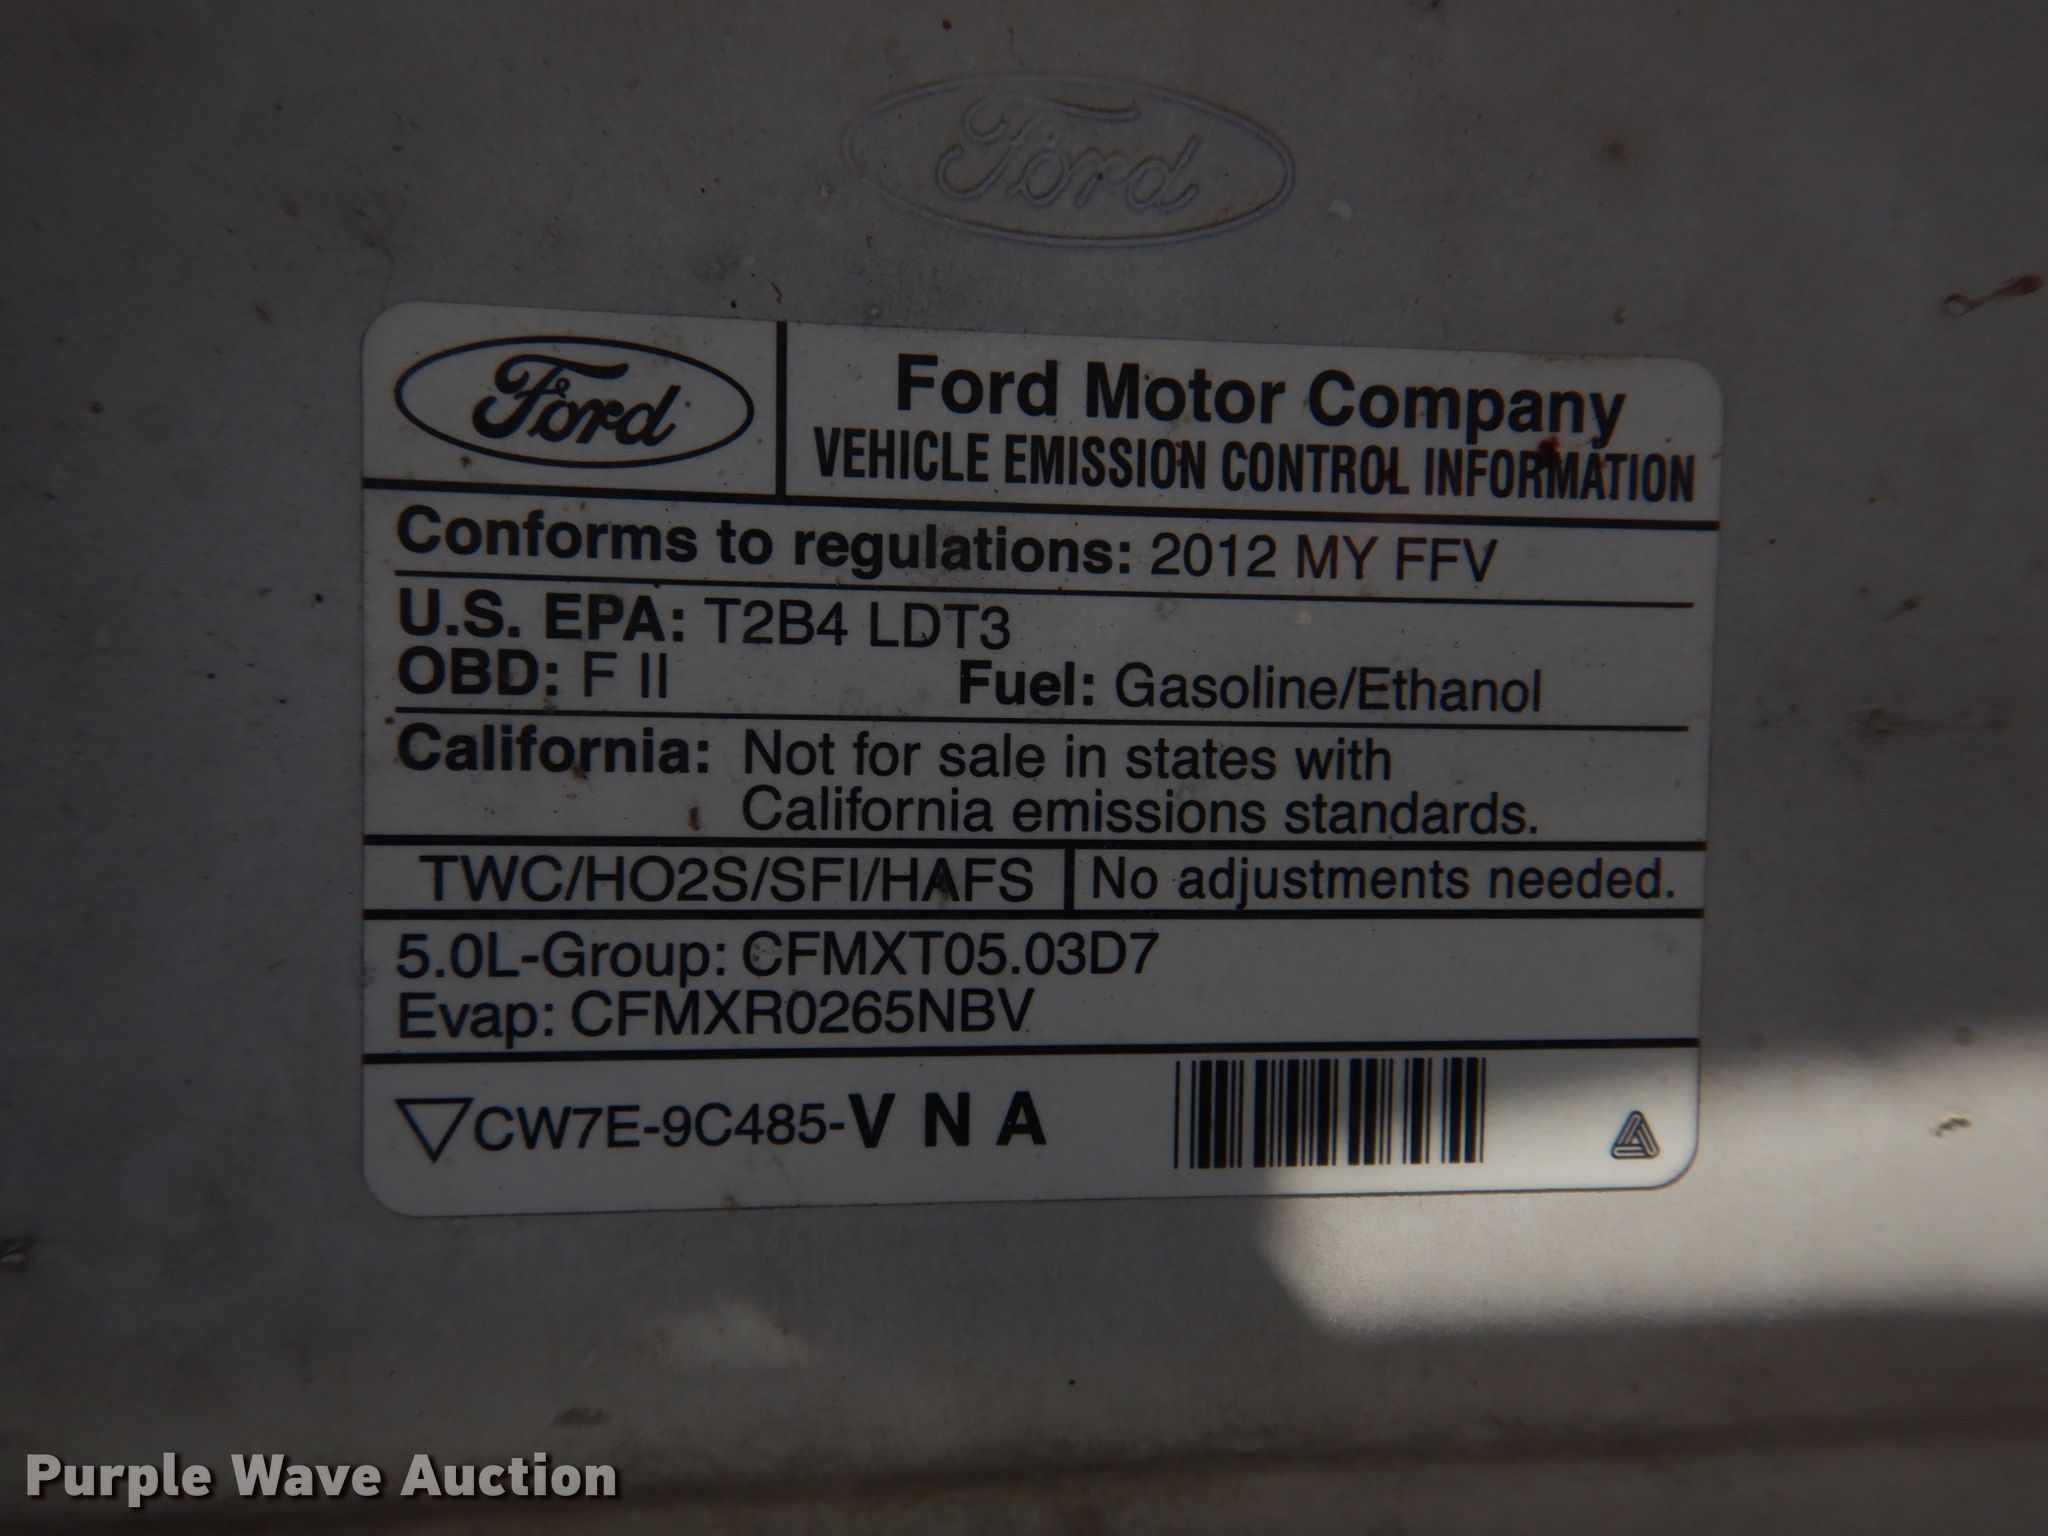 Ford
Ford
Ford Motor Company
VEHICLE EMISSION CONTROL INFORMATION
Conforms to regulations: 2012 MY FFV
U.S. EPA: T2B4 LDT3
OBD: F II Fuel: Gasoline/Ethanol
California: Not for sale in states with
California emissions standards.
TWC/HO2S/SFI/HAFS No adjustments needed.
5.0L-Group: CFMXT05.03D7
Evap: CFMXR0265NBV
CW7E-9C485-V N A
Purple Wave Auction